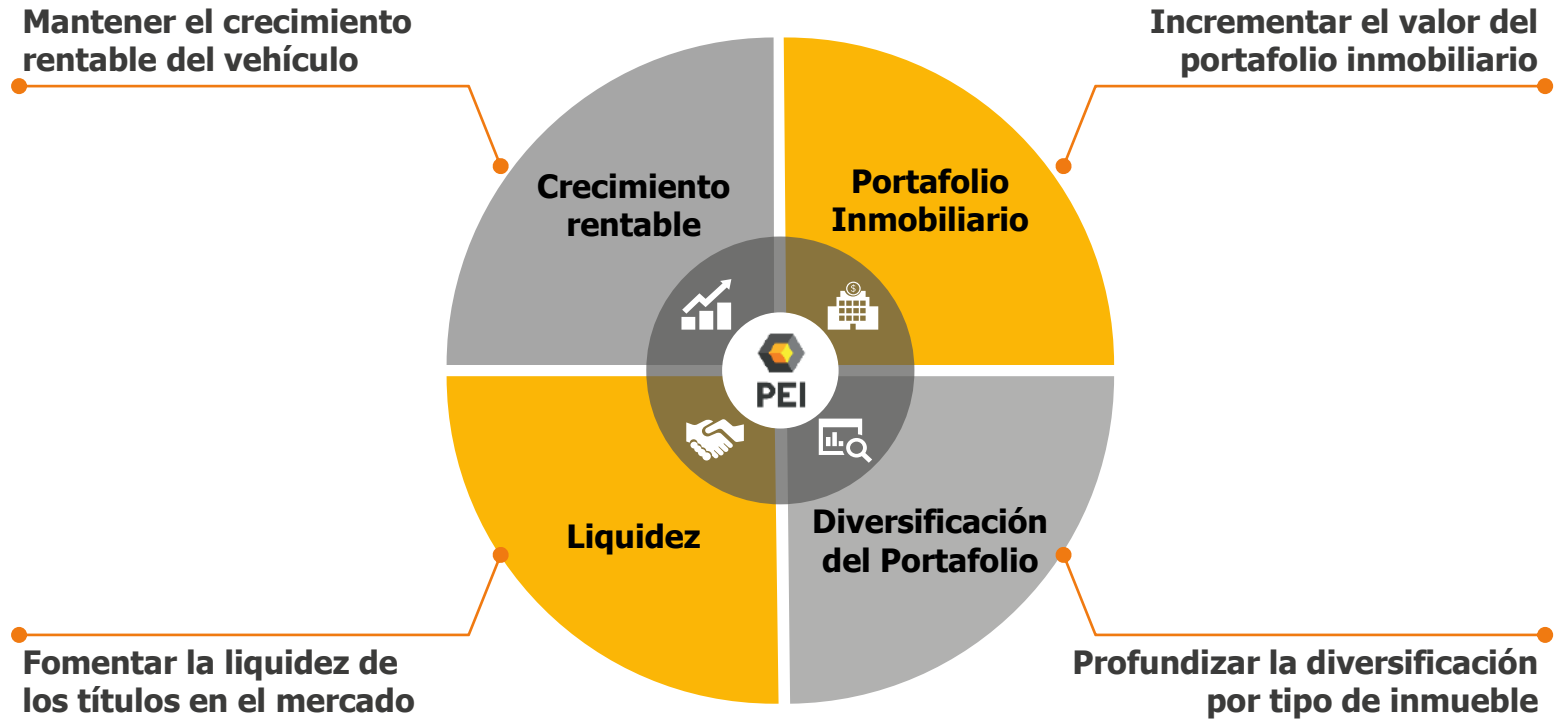 Mantener el crecimiento
rentable del vehículo
Incrementar el valor del
portafolio inmobiliario
Crecimiento
rentable
Portafolio
Inmobiliario
$
PEI
Liquidez
Diversificación
del Portafolio
Fomentar la liquidez de
los títulos en el mercado
Profundizar la diversificación
por tipo de inmueble